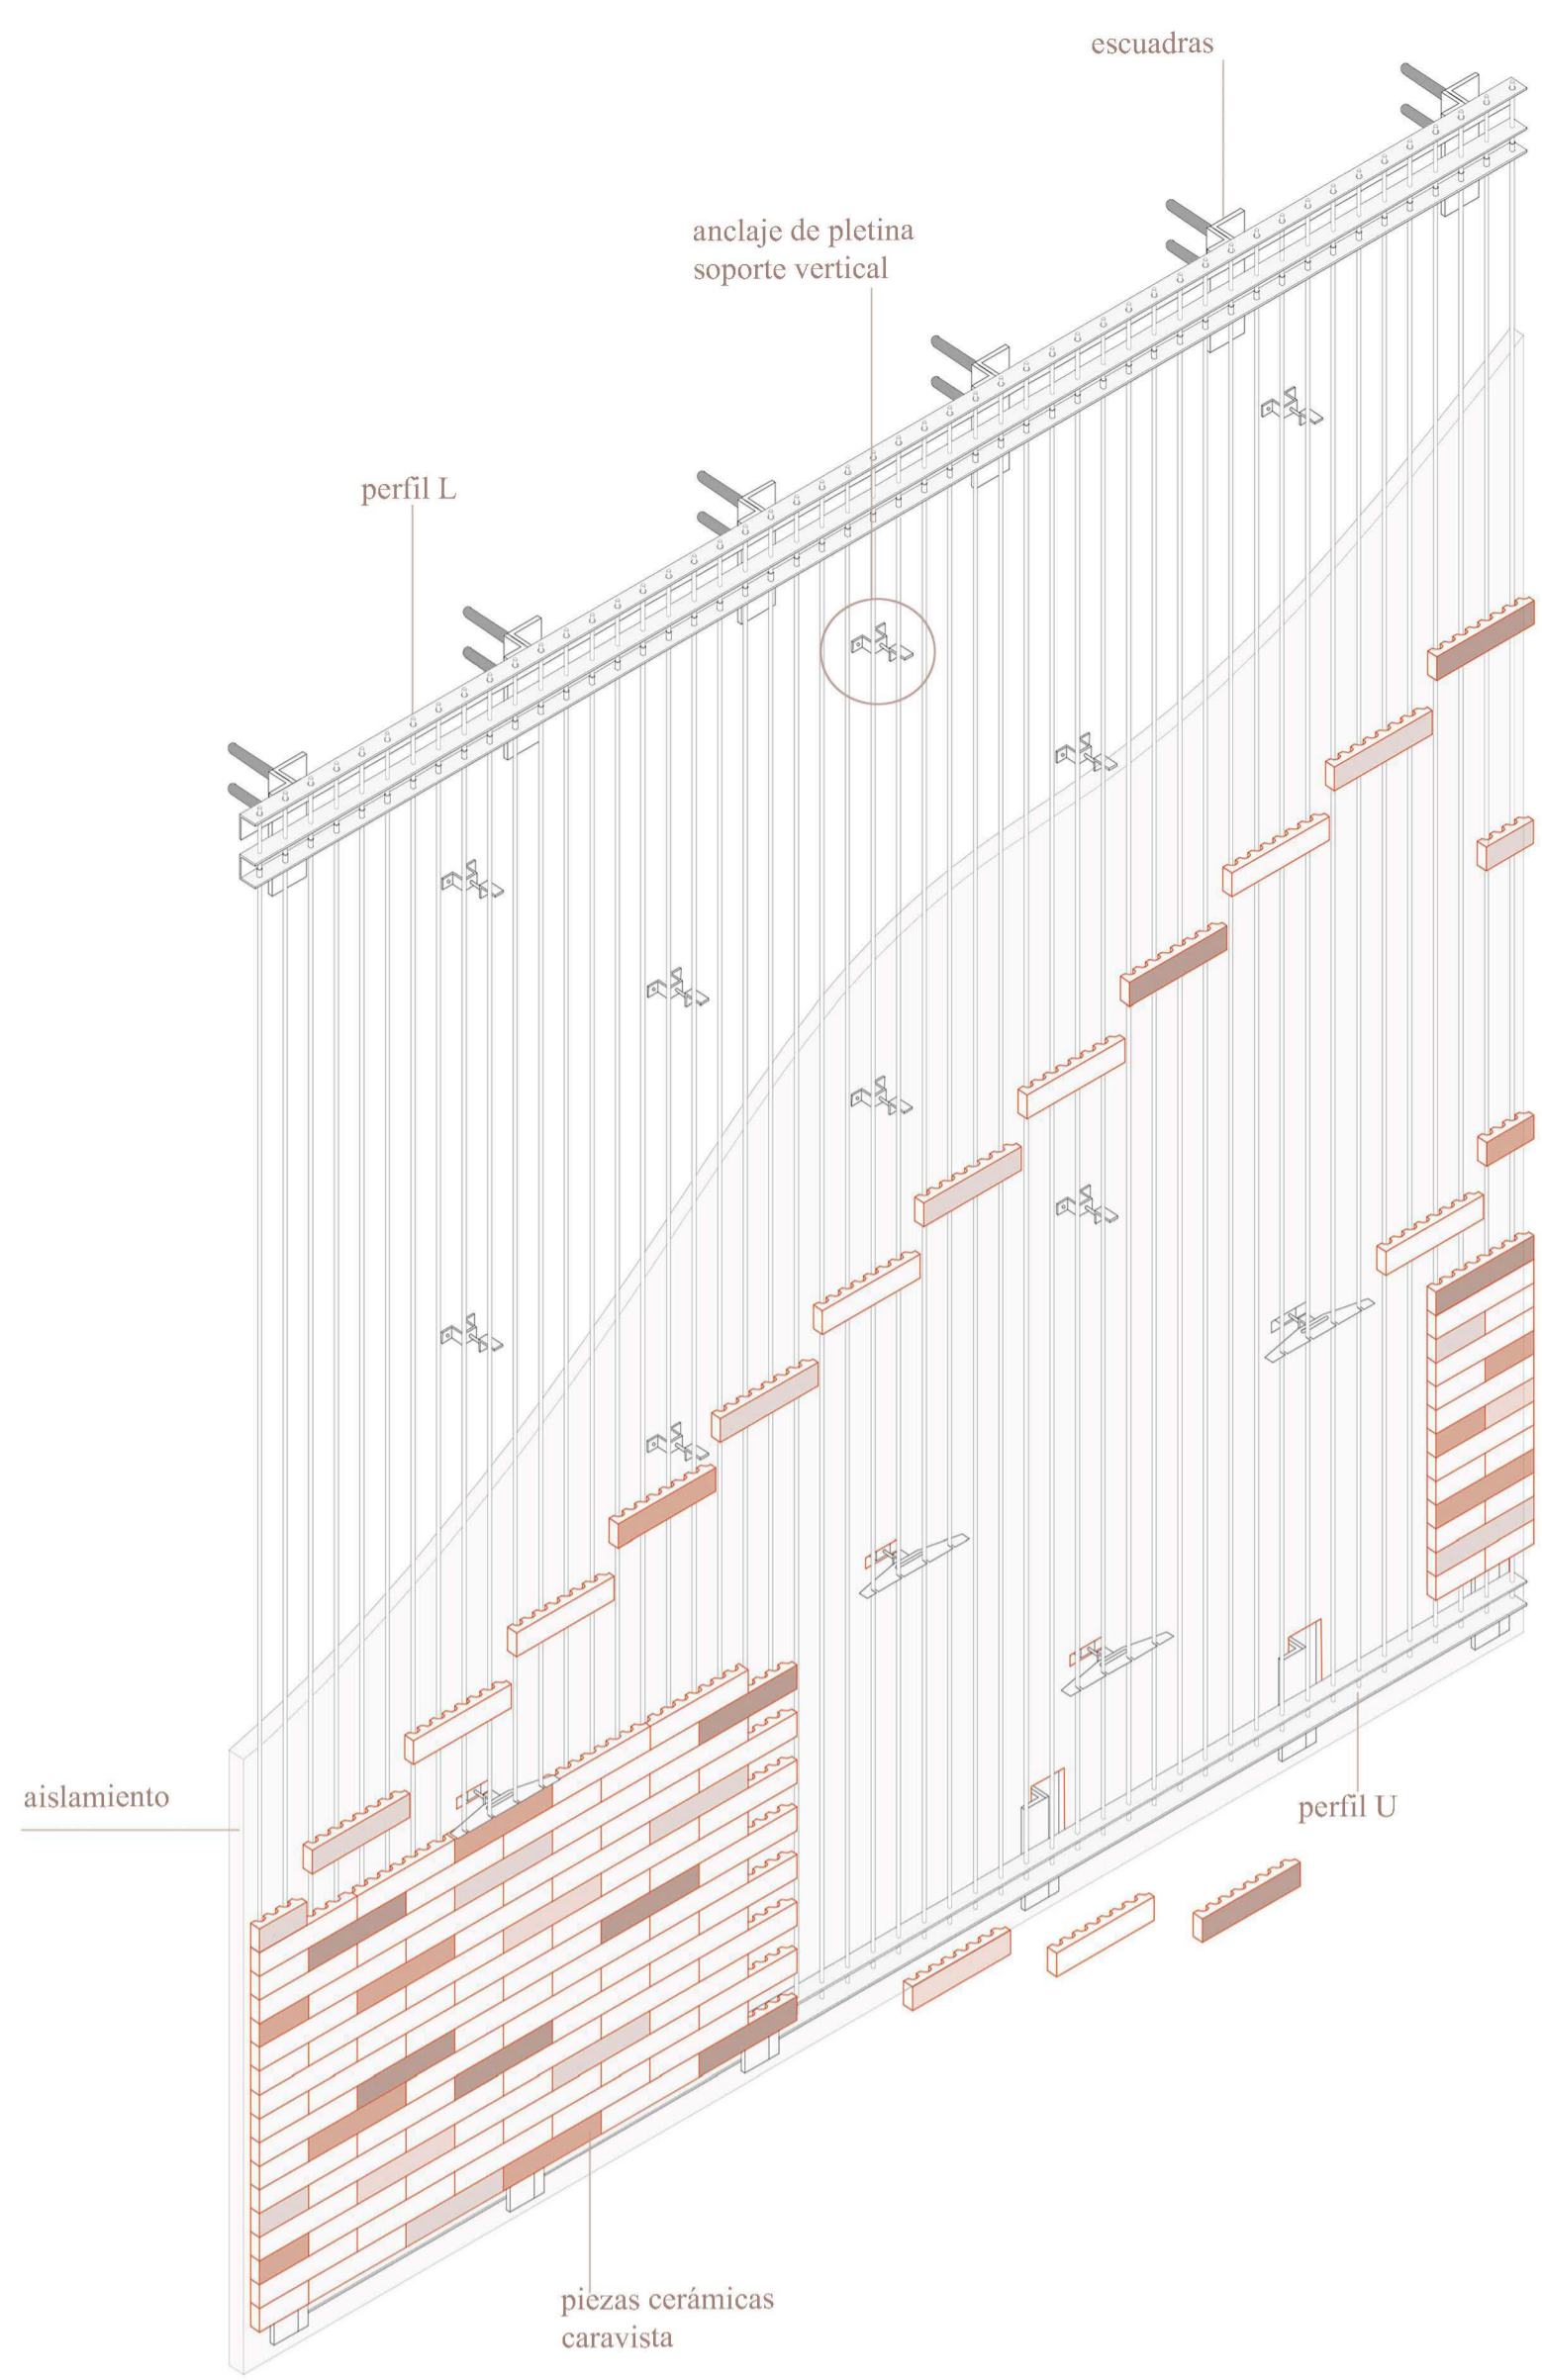 escuadras
anclaje de pletina
soporte vertical
perfil L
aislamiento
perfil U
piezas cerámicas
caravista